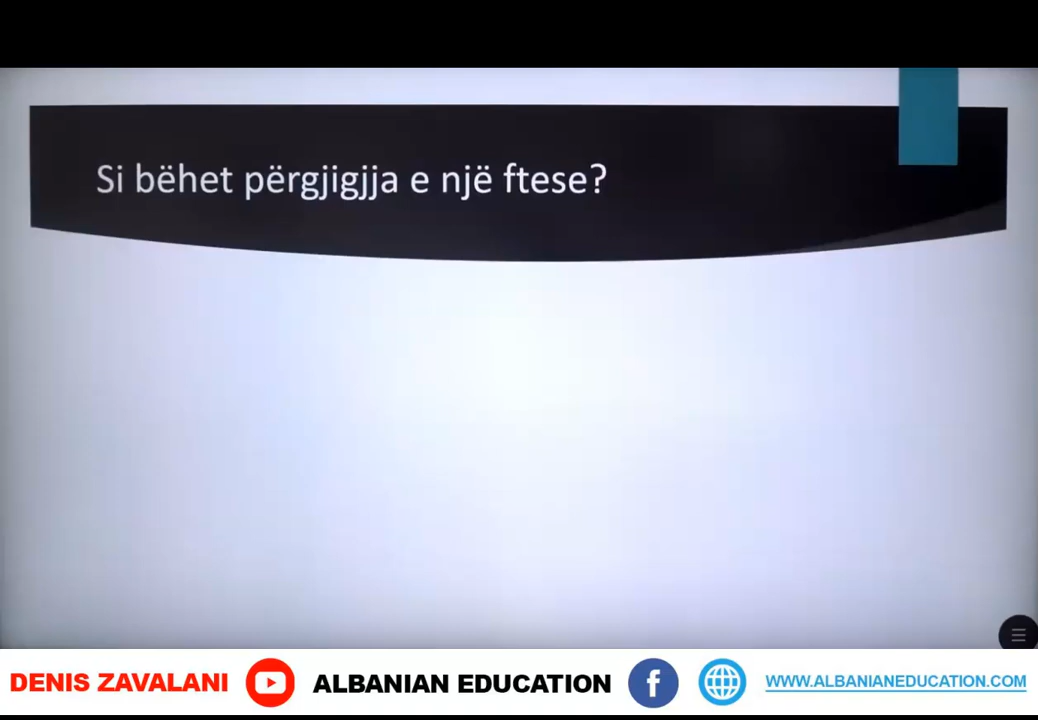 Si bëhet përgjigjja e një ftese?
DENIS ZAVALANI ALBANIAN EDUCATION WWW.ALBANIANEDUCATION.COM